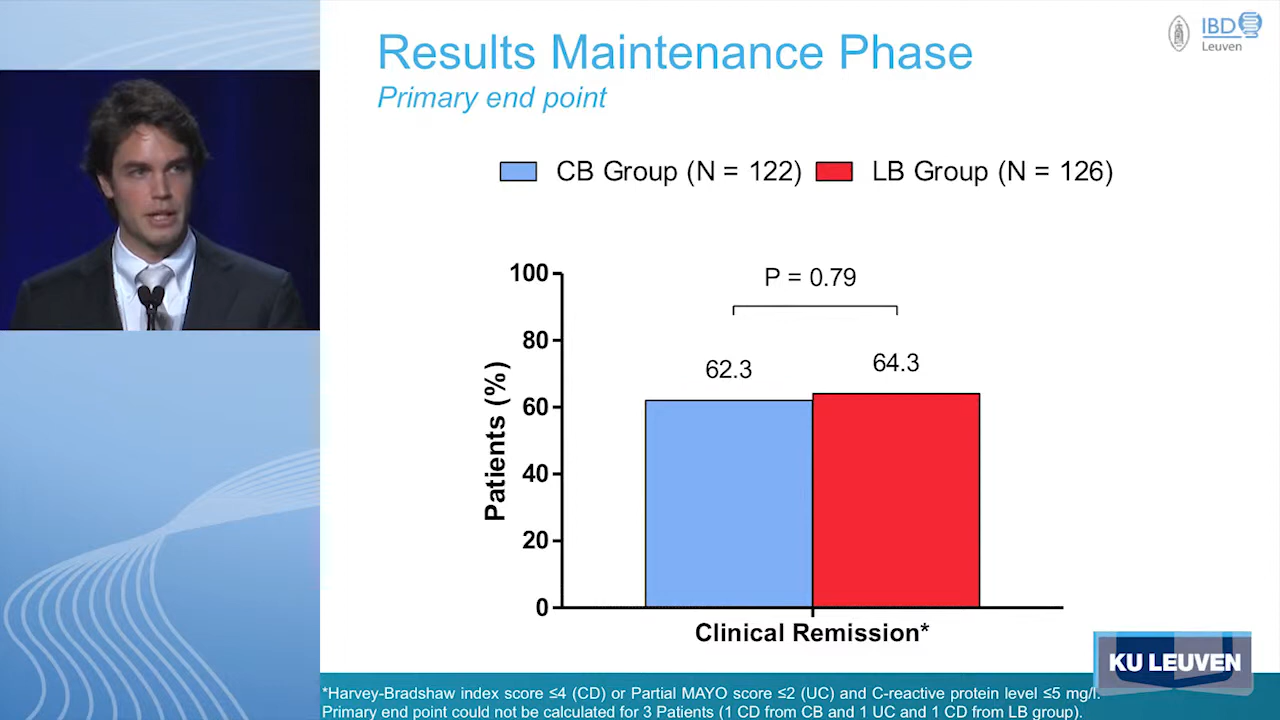 Results Maintenance Phase
Primary end point
IBD
Leuven
CB Group (N = 122) LB Group (N = 126)
P = 0.79
62.3
64.3
100
80
60
40
20
0
Patients (%)
Clinical Remission*
KU LEUVEN
*Harvey-Bradshaw index score ≤4 (CD) or Partial MAYO score ≤2 (UC) and C-reactive protein level ≤5 mg/l.
Primary end point could not be calculated for 3 Patients (1 CD from CB and 1 UC and 1 CD from LB group).